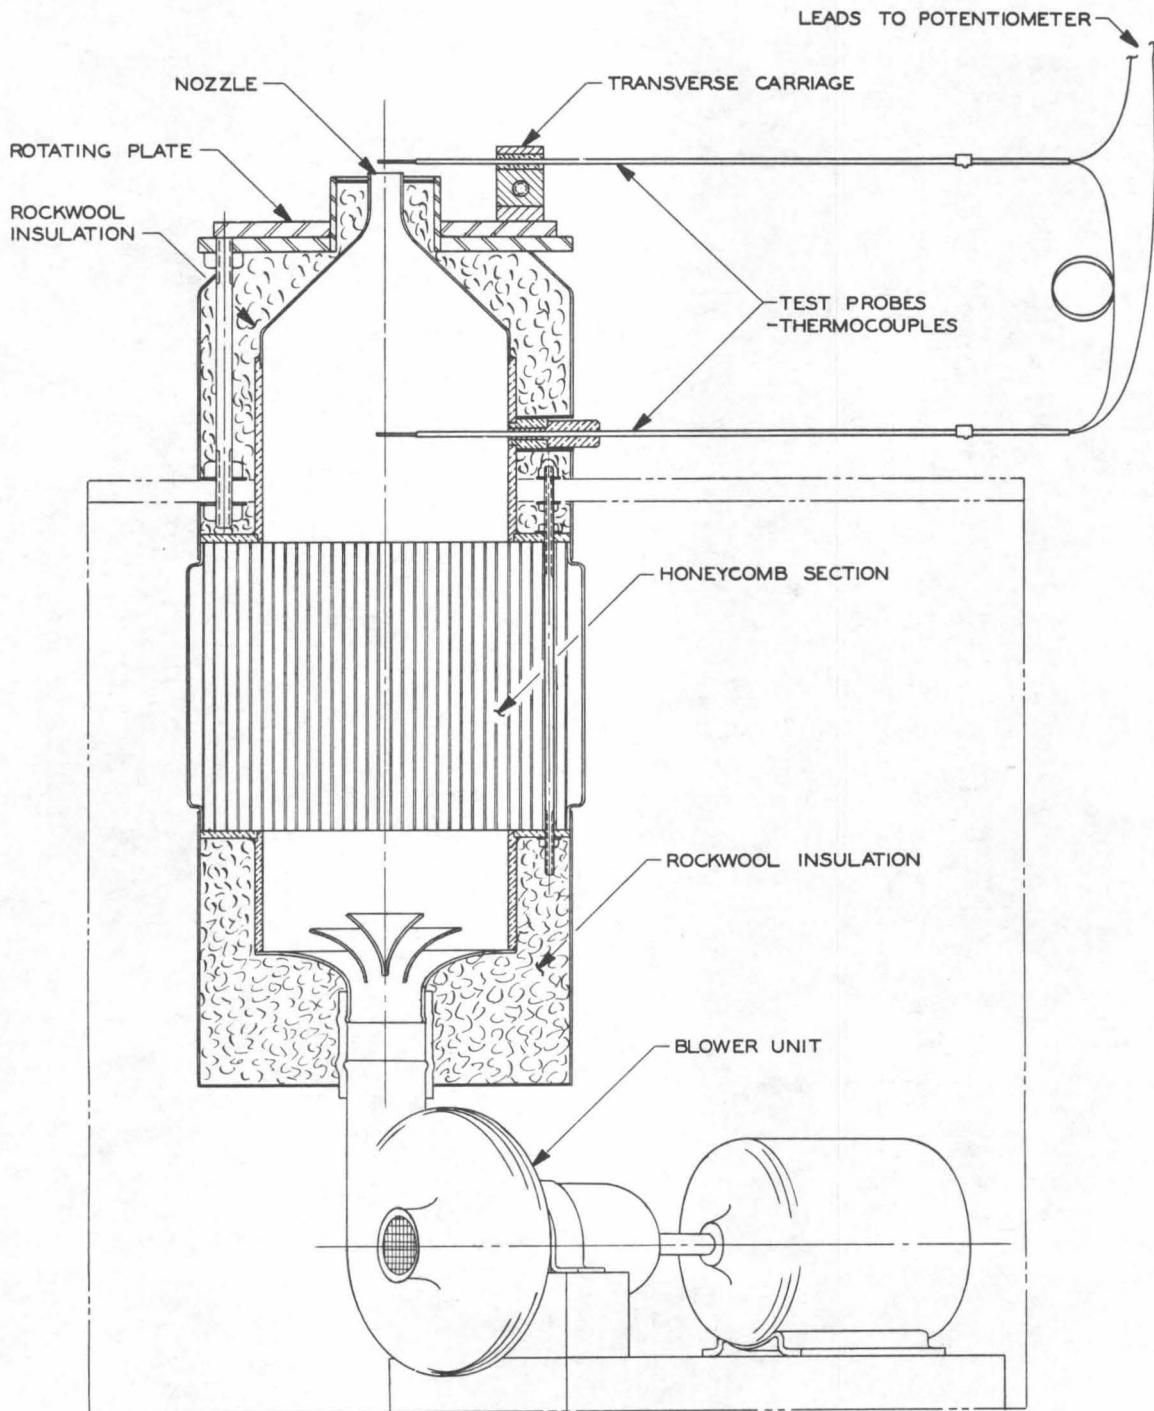 LEADS TO POTENTIOMETER
NOZZLE
TRANSVERSE CARRIAGE
ROTATING PLATE
ROCKWOOL
INSULATION
TEST PROBES
-THERMOCOUPLES
HONEYCOMB SECTION
ROCKWOOL INSULATION
BLOWER UNIT